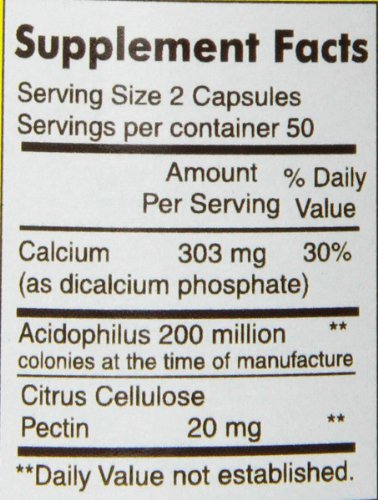 Supplement Facts
Serving Size 2 Capsules
Servings per container 50
Amount % Daily
Per Serving Value
Calcium 303 mg 30%
(as dicalcium phosphate)
Acidophilus 200 million **
colonies at the time of manufacture
Citrus Cellulose
Pectin 20 mg **
**Daily Value not established.